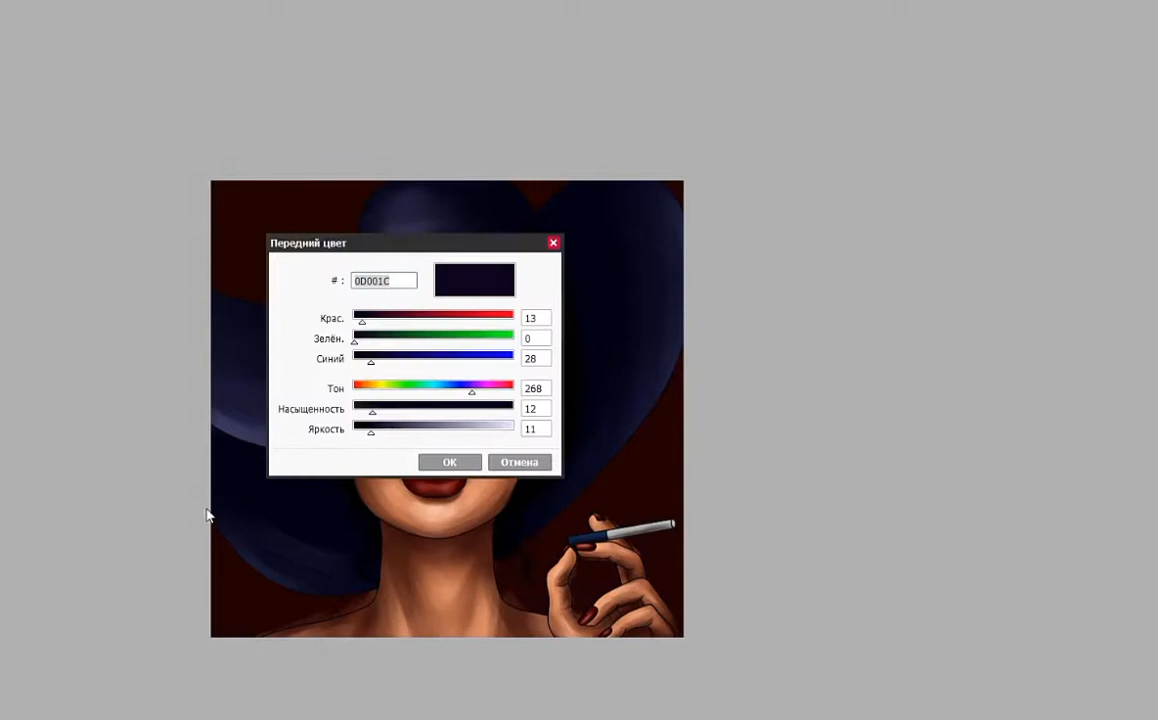 Передний цвет
# : 0D001C
Крас. 13
Зелён. 0
Синий 28
Тон 268
Насыщенность 12
Яркость 11
OK Отмена